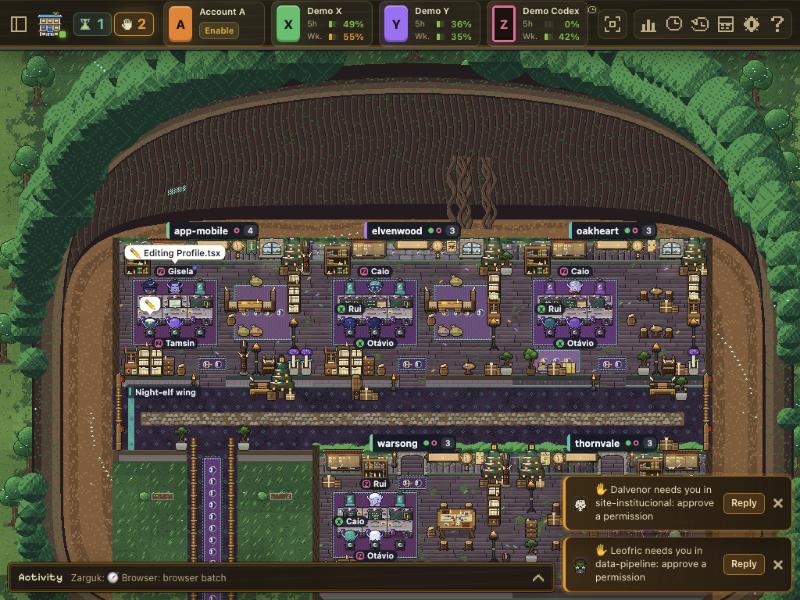 1
2
A
Account A
Enable
X
Demo X
5h 49%
Wk. 55%
Y
Demo Y
5h 36%
Wk. 35%
Z
Demo Codex
5h 0%
Wk. 42%
app-mobile 4
elvenwood 3
oakheart 3
Editing Profile.tsx
Z Gisela
Z Caio
Z Caio
X Rui
X Rui
Z Tamsin
X Otávio
X Otávio
Night-elf wing
warsong 3
thornvale 3
Z Rui
X Caio
Z Otávio
Dalvenor needs you in
site-institucional: approve
a permission
Reply
Leofric needs you in
data-pipeline: approve a
permission
Reply
Activity Zarguk: Browser: browser batch